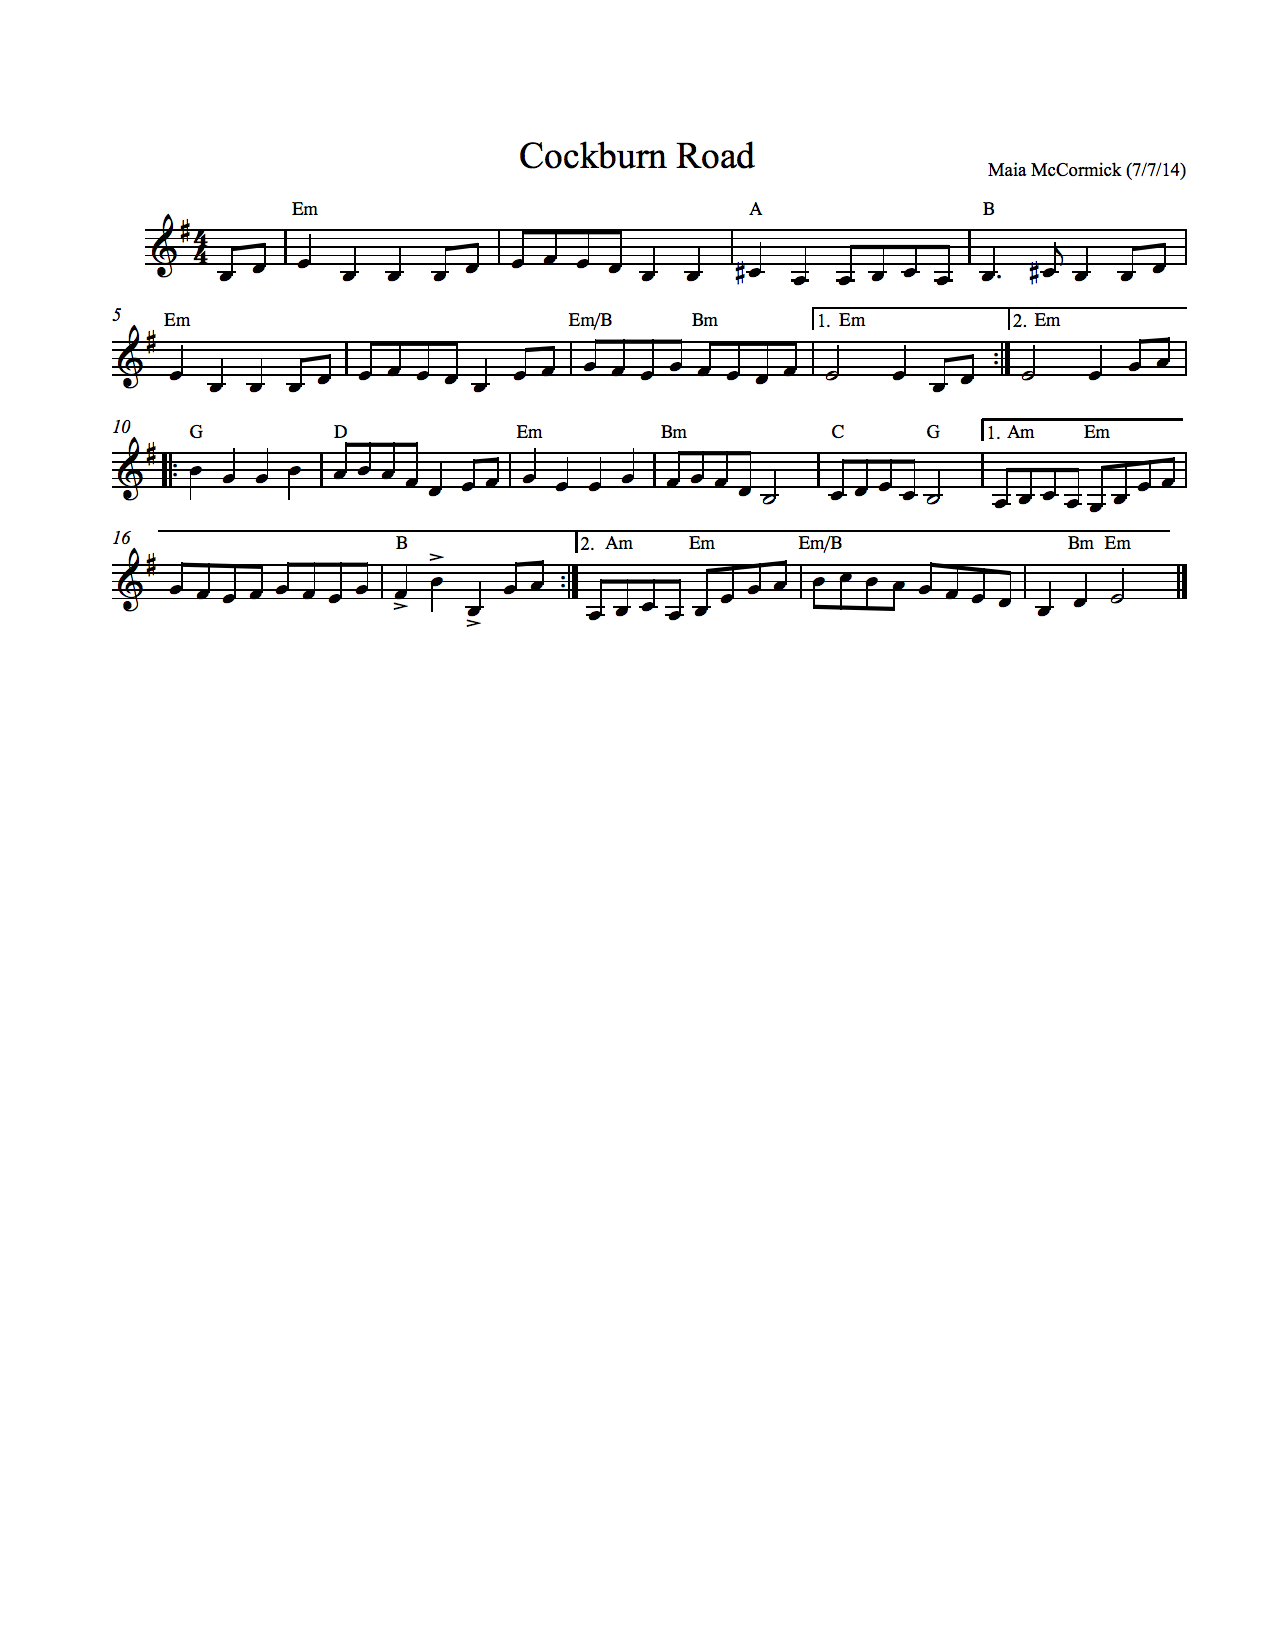 Cockburn Road
Maia McCormick (7/7/14)
Em A B
4
4
5 Em Em/B Bm 1. Em 2. Em
10 G D Em Bm C G 1. Am Em
16 B 2. Am Em Em/B Bm Em